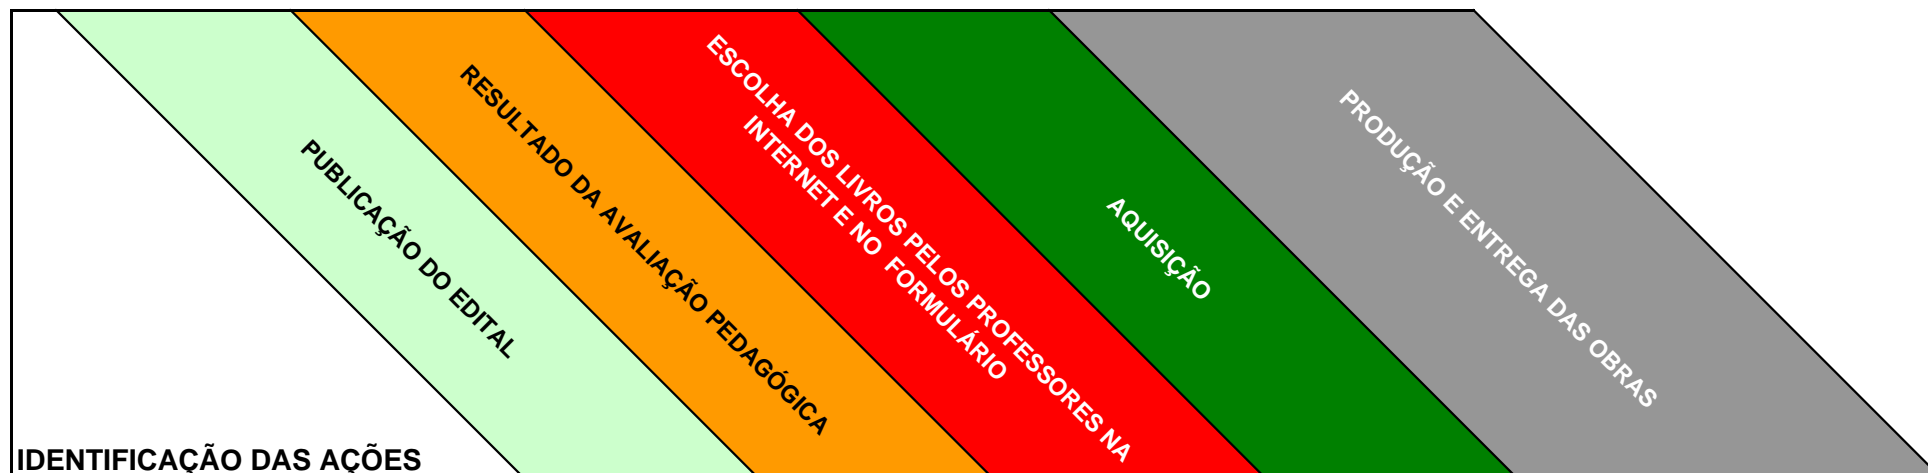 PUBLICAÇÃO DO EDITAL
RESULTADO DA AVALIAÇÃO PEDAGÓGICA
ESCOLHA DOS LIVROS PELOS PROFESSORES NA
INTERNET E NO FORMULÁRIO
AQUISIÇÃO
PRODUÇÃO E ENTREGA DAS OBRAS
IDENTIFICAÇÃO DAS AÇÕES